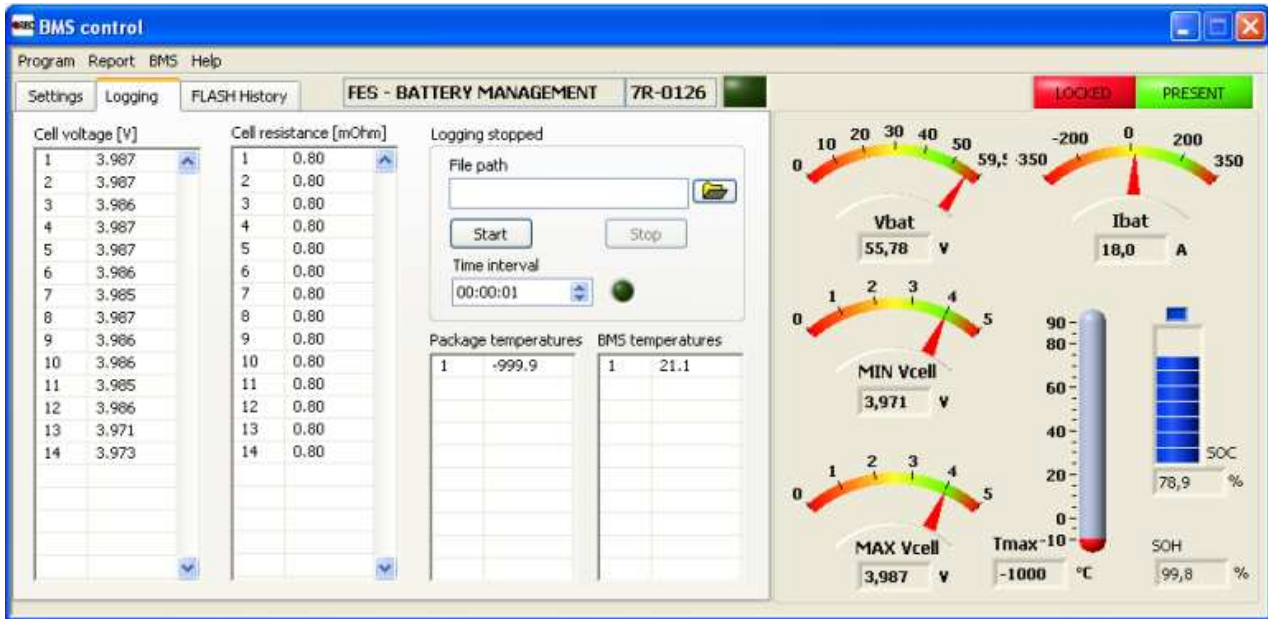 BMS control
Program Report BMS Help
Settings Logging FLASH History
FES - BATTERY MANAGEMENT 7R-0126
LOCKED PRESENT
Cell voltage [V]
1 3.987
2 3.987
3 3.986
4 3.987
5 3.987
6 3.986
7 3.985
8 3.987
9 3.986
10 3.986
11 3.985
12 3.986
13 3.971
14 3.973
Cell resistance [mOhm]
1 0.80
2 0.80
3 0.80
4 0.80
5 0.80
6 0.80
7 0.80
8 0.80
9 0.80
10 0.80
11 0.80
12 0.80
13 0.80
14 0.80
Logging stopped
File path
Start Stop
Time interval
00:00:01
Package temperatures
1 -999.9
BMS temperatures
1 21.1
0 10 20 30 40 50 59,5
Vbat
55,78 V
-350 -200 0 200 350
Ibat
18,0 A
0 1 2 3 4 5
MIN Vcell
3,971 V
0 1 2 3 4 5
MAX Vcell
3,987 V
90
80
60
40
20
0
-10
Tmax
-1000 °C
SOC
78,9 %
SOH
99,8 %